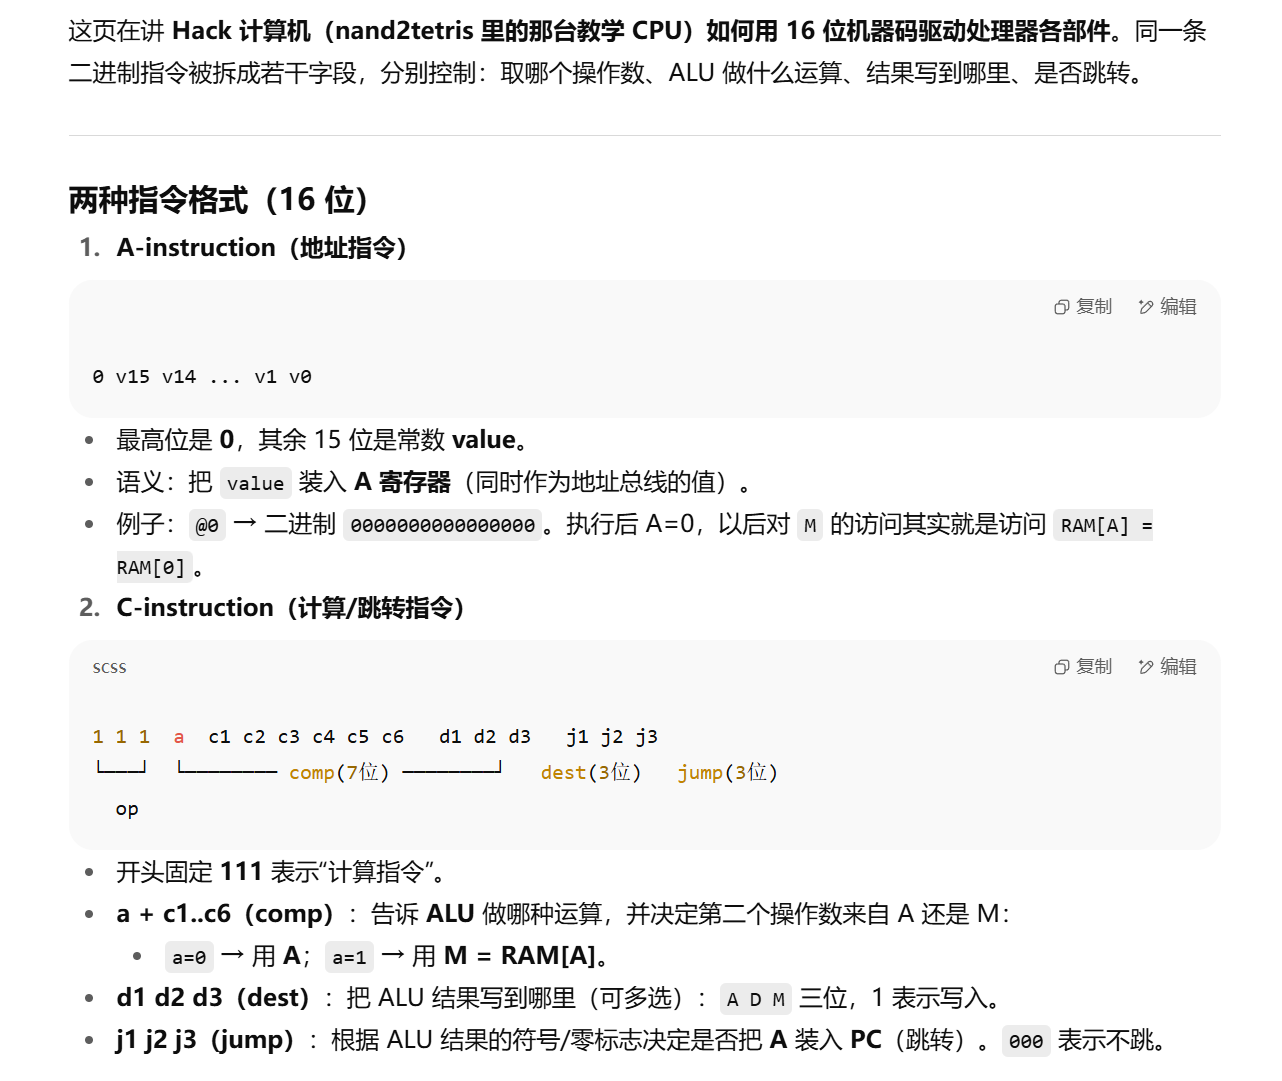 这页在讲 Hack 计算机（nand2tetris 里的那台教学 CPU）如何用 16 位机器码驱动处理器各部件。同一条
二进制指令被拆成若干字段，分别控制：取哪个操作数、ALU 做什么运算、结果写到哪里、是否跳转。
两种指令格式（16 位）
1. A-instruction（地址指令）
复制 编辑
0 v15 v14 ... v1 v0
• 最高位是 0，其余 15 位是常数 value。
• 语义：把 value 装入 A 寄存器（同时作为地址总线的值）。
• 例子：@0 → 二进制 0000000000000000。执行后 A=0，以后对 M 的访问其实就是访问 RAM[A] =
RAM[0]。
2. C-instruction（计算/跳转指令）
scss 复制 编辑
1 1 1 a c1 c2 c3 c4 c5 c6 d1 d2 d3 j1 j2 j3
└───┘ └──────── comp(7位) ────────┘ dest(3位) jump(3位)
op
• 开头固定 111 表示“计算指令”。
• a + c1..c6（comp）：告诉 ALU 做哪种运算，并决定第二个操作数来自 A 还是 M：
• a=0 → 用 A；a=1 → 用 M = RAM[A]。
• d1 d2 d3（dest）：把 ALU 结果写到哪里（可多选）：A D M 三位，1 表示写入。
• j1 j2 j3（jump）：根据 ALU 结果的符号/零标志决定是否把 A 装入 PC（跳转）。000 表示不跳。